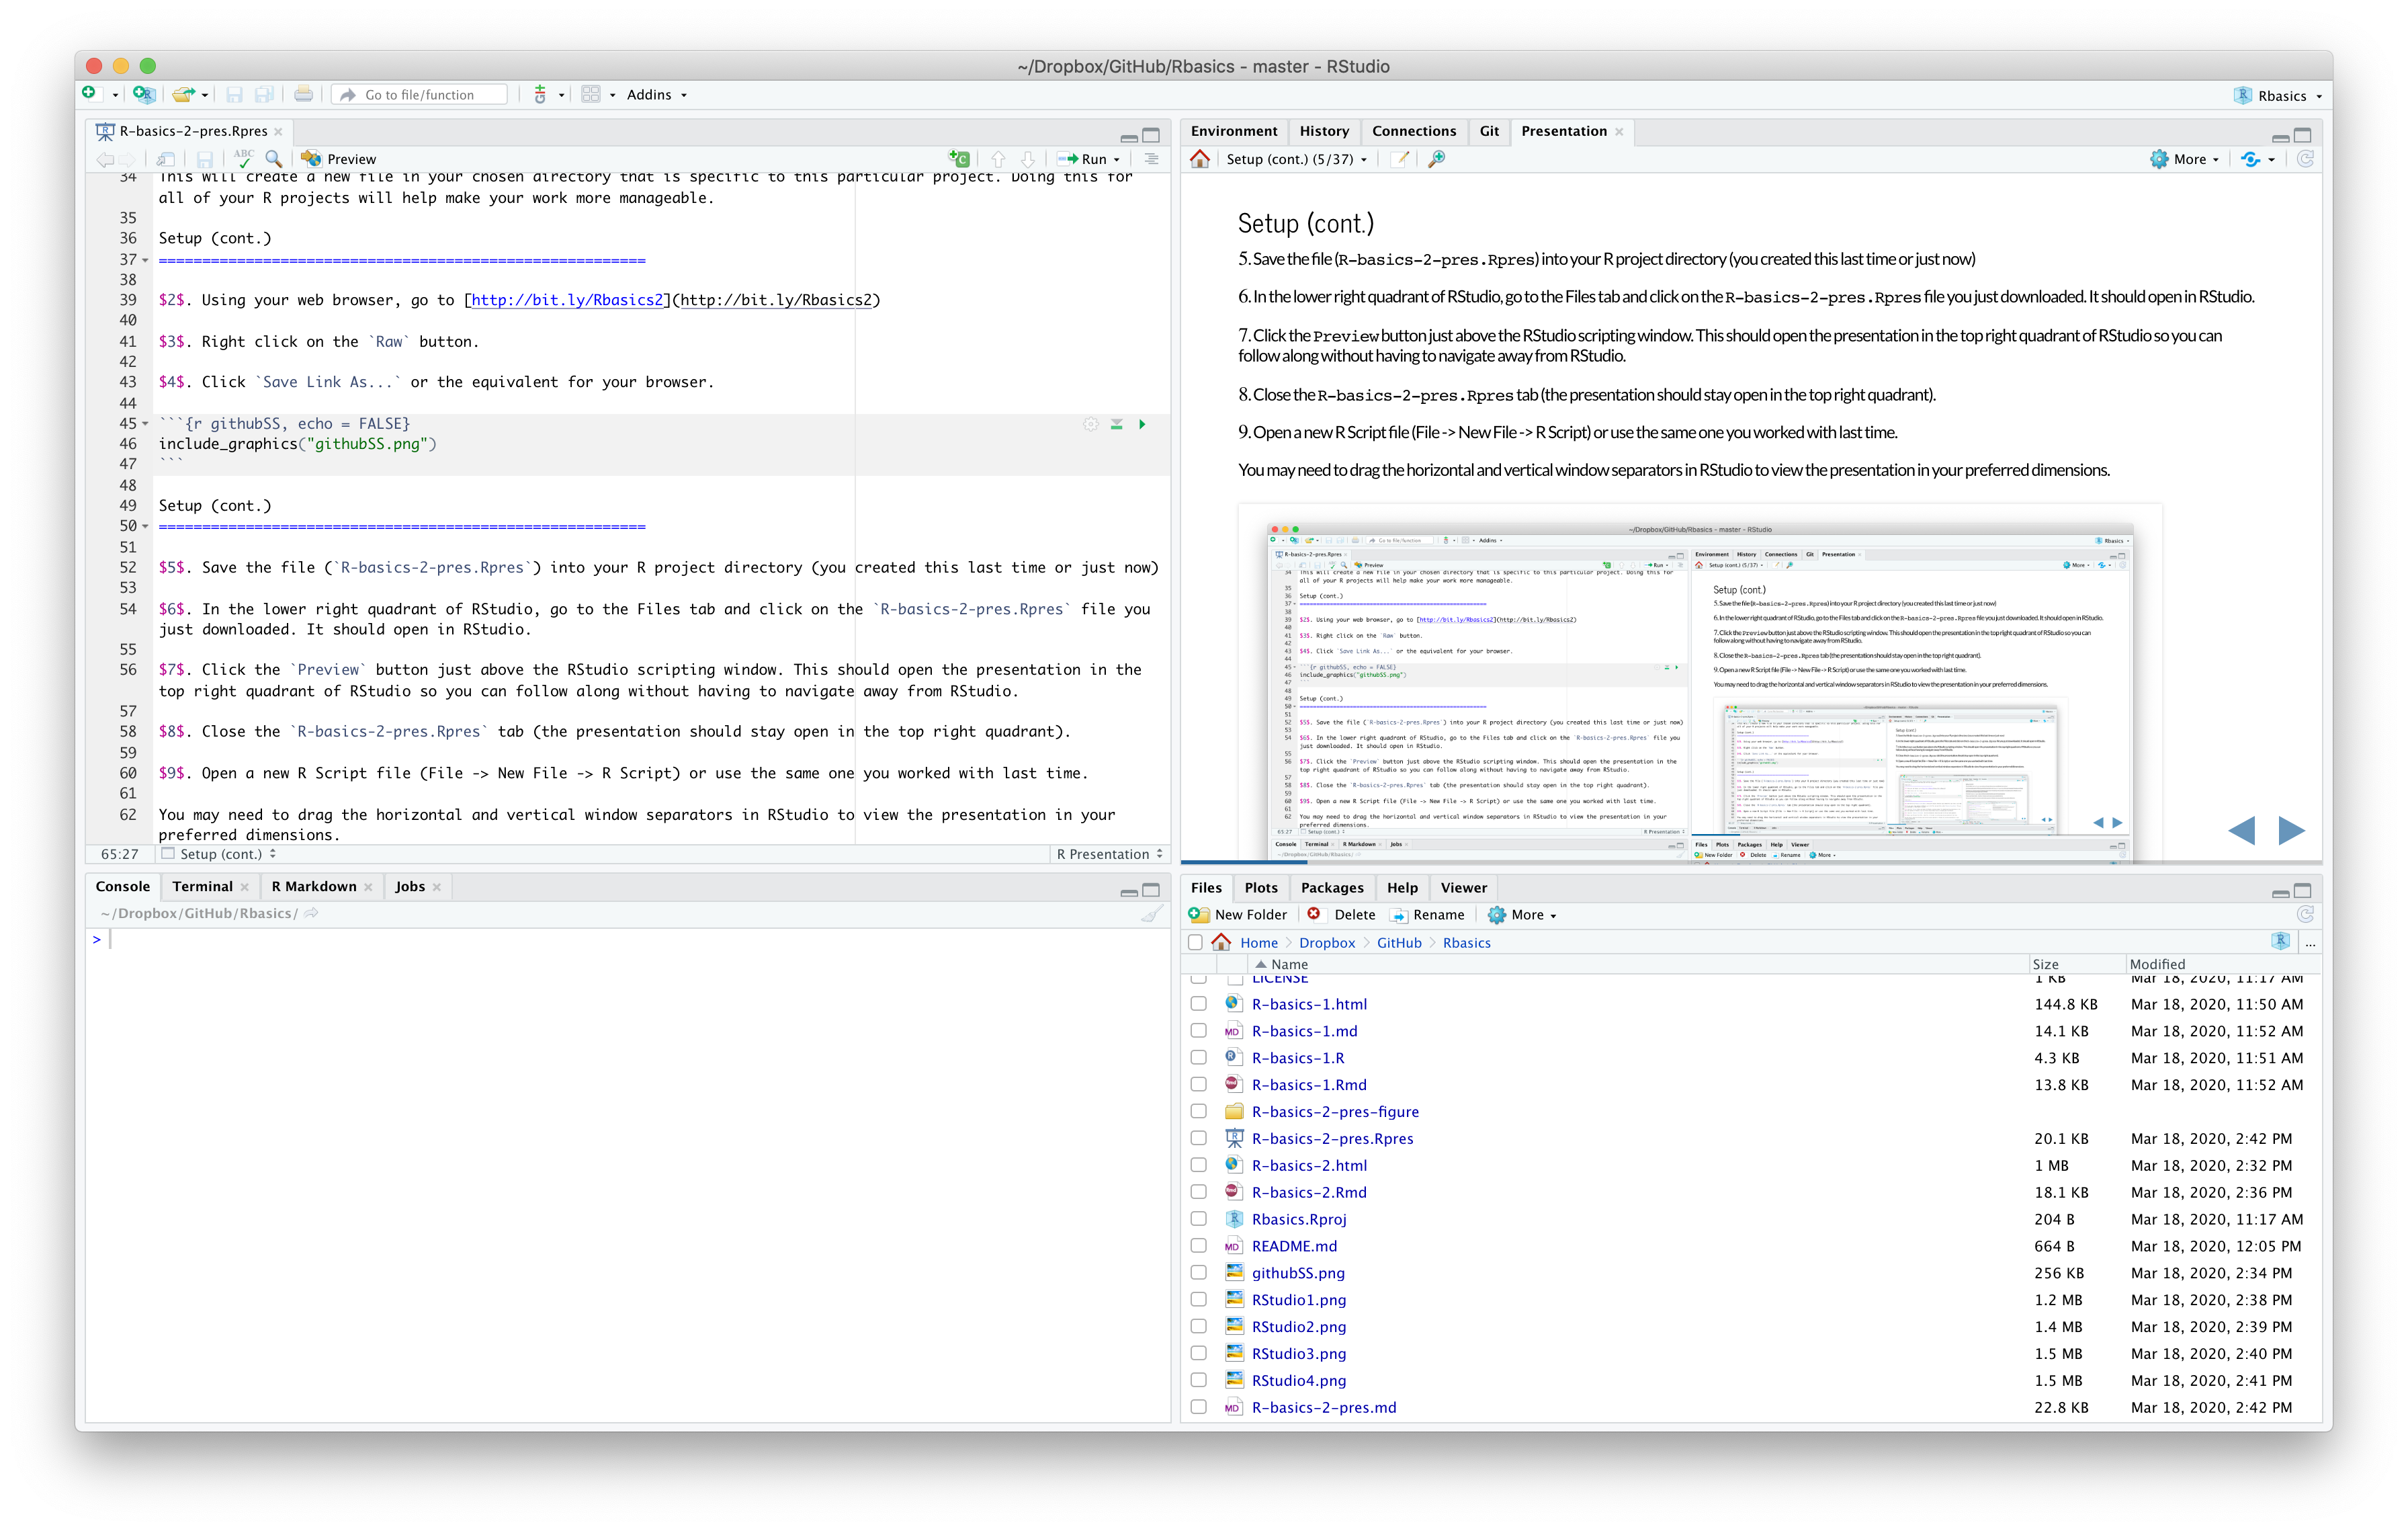 ~/Dropbox/GitHub/Rbasics - master - RStudio
Go to file/function
Addins
Rbasics
R-basics-2-pres.Rpres
ABC
Preview
Run
34 This will create a new file in your chosen directory that is specific to this particular project. Doing this for
all of your R projects will help make your work more manageable.
35
36 Setup (cont.)
37 ========================================================
38
39 $2$. Using your web browser, go to [http://bit.ly/Rbasics2](http://bit.ly/Rbasics2)
40
41 $3$. Right click on the `Raw` button.
42
43 $4$. Click `Save Link As...` or the equivalent for your browser.
44
45 ```{r githubSS, echo = FALSE}
46 include_graphics("githubSS.png")
47 ```
48
49 Setup (cont.)
50 ========================================================
51
52 $5$. Save the file (`R-basics-2-pres.Rpres`) into your R project directory (you created this last time or just now)
53
54 $6$. In the lower right quadrant of RStudio, go to the Files tab and click on the `R-basics-2-pres.Rpres` file you
just downloaded. It should open in RStudio.
55
56 $7$. Click the `Preview` button just above the RStudio scripting window. This should open the presentation in the
top right quadrant of RStudio so you can follow along without having to navigate away from RStudio.
57
58 $8$. Close the `R-basics-2-pres.Rpres` tab (the presentation should stay open in the top right quadrant).
59
60 $9$. Open a new R Script file (File -> New File -> R Script) or use the same one you worked with last time.
61
62 You may need to drag the horizontal and vertical window separators in RStudio to view the presentation in your
preferred dimensions.
65:27 Setup (cont.) R Presentation
Environment History Connections Git Presentation
Setup (cont.) (5/37) More
Setup (cont.)
5. Save the file (R-basics-2-pres.Rpres) into your R project directory (you created this last time or just now)
6. In the lower right quadrant of RStudio, go to the Files tab and click on the R-basics-2-pres.Rpres file you just downloaded. It should open in RStudio.
7. Click the Preview button just above the RStudio scripting window. This should open the presentation in the top right quadrant of RStudio so you can
follow along without having to navigate away from RStudio.
8. Close the R-basics-2-pres.Rpres tab (the presentation should stay open in the top right quadrant).
9. Open a new R Script file (File -> New File -> R Script) or use the same one you worked with last time.
You may need to drag the horizontal and vertical window separators in RStudio to view the presentation in your preferred dimensions.
Console Terminal R Markdown Jobs
~/Dropbox/GitHub/Rbasics/
>
Files Plots Packages Help Viewer
New Folder Delete Rename More
Home Dropbox GitHub Rbasics ...
Name Size Modified
LICENSE 1 KB Mar 18, 2020, 11:17 AM
R-basics-1.html 144.8 KB Mar 18, 2020, 11:50 AM
R-basics-1.md 14.1 KB Mar 18, 2020, 11:52 AM
R-basics-1.R 4.3 KB Mar 18, 2020, 11:51 AM
R-basics-1.Rmd 13.8 KB Mar 18, 2020, 11:52 AM
R-basics-2-pres-figure
R-basics-2-pres.Rpres 20.1 KB Mar 18, 2020, 2:42 PM
R-basics-2.html 1 MB Mar 18, 2020, 2:32 PM
R-basics-2.Rmd 18.1 KB Mar 18, 2020, 2:36 PM
Rbasics.Rproj 204 B Mar 18, 2020, 11:17 AM
README.md 664 B Mar 18, 2020, 12:05 PM
githubSS.png 256 KB Mar 18, 2020, 2:34 PM
RStudio1.png 1.2 MB Mar 18, 2020, 2:38 PM
RStudio2.png 1.4 MB Mar 18, 2020, 2:39 PM
RStudio3.png 1.5 MB Mar 18, 2020, 2:40 PM
RStudio4.png 1.5 MB Mar 18, 2020, 2:41 PM
R-basics-2-pres.md 22.8 KB Mar 18, 2020, 2:42 PM